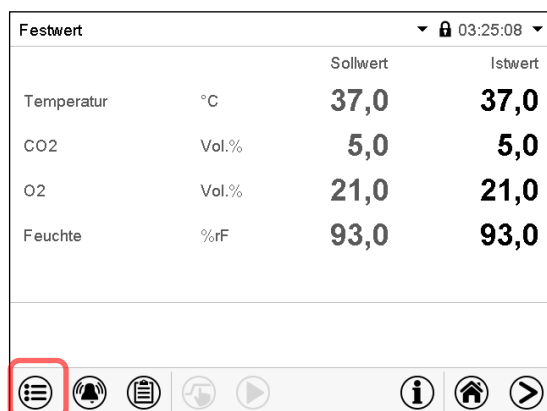 Festwert 03:25:08
Sollwert Istwert
Temperatur °C 37,0 37,0
CO2 Vol.% 5,0 5,0
O2 Vol.% 21,0 21,0
Feuchte %rF 93,0 93,0